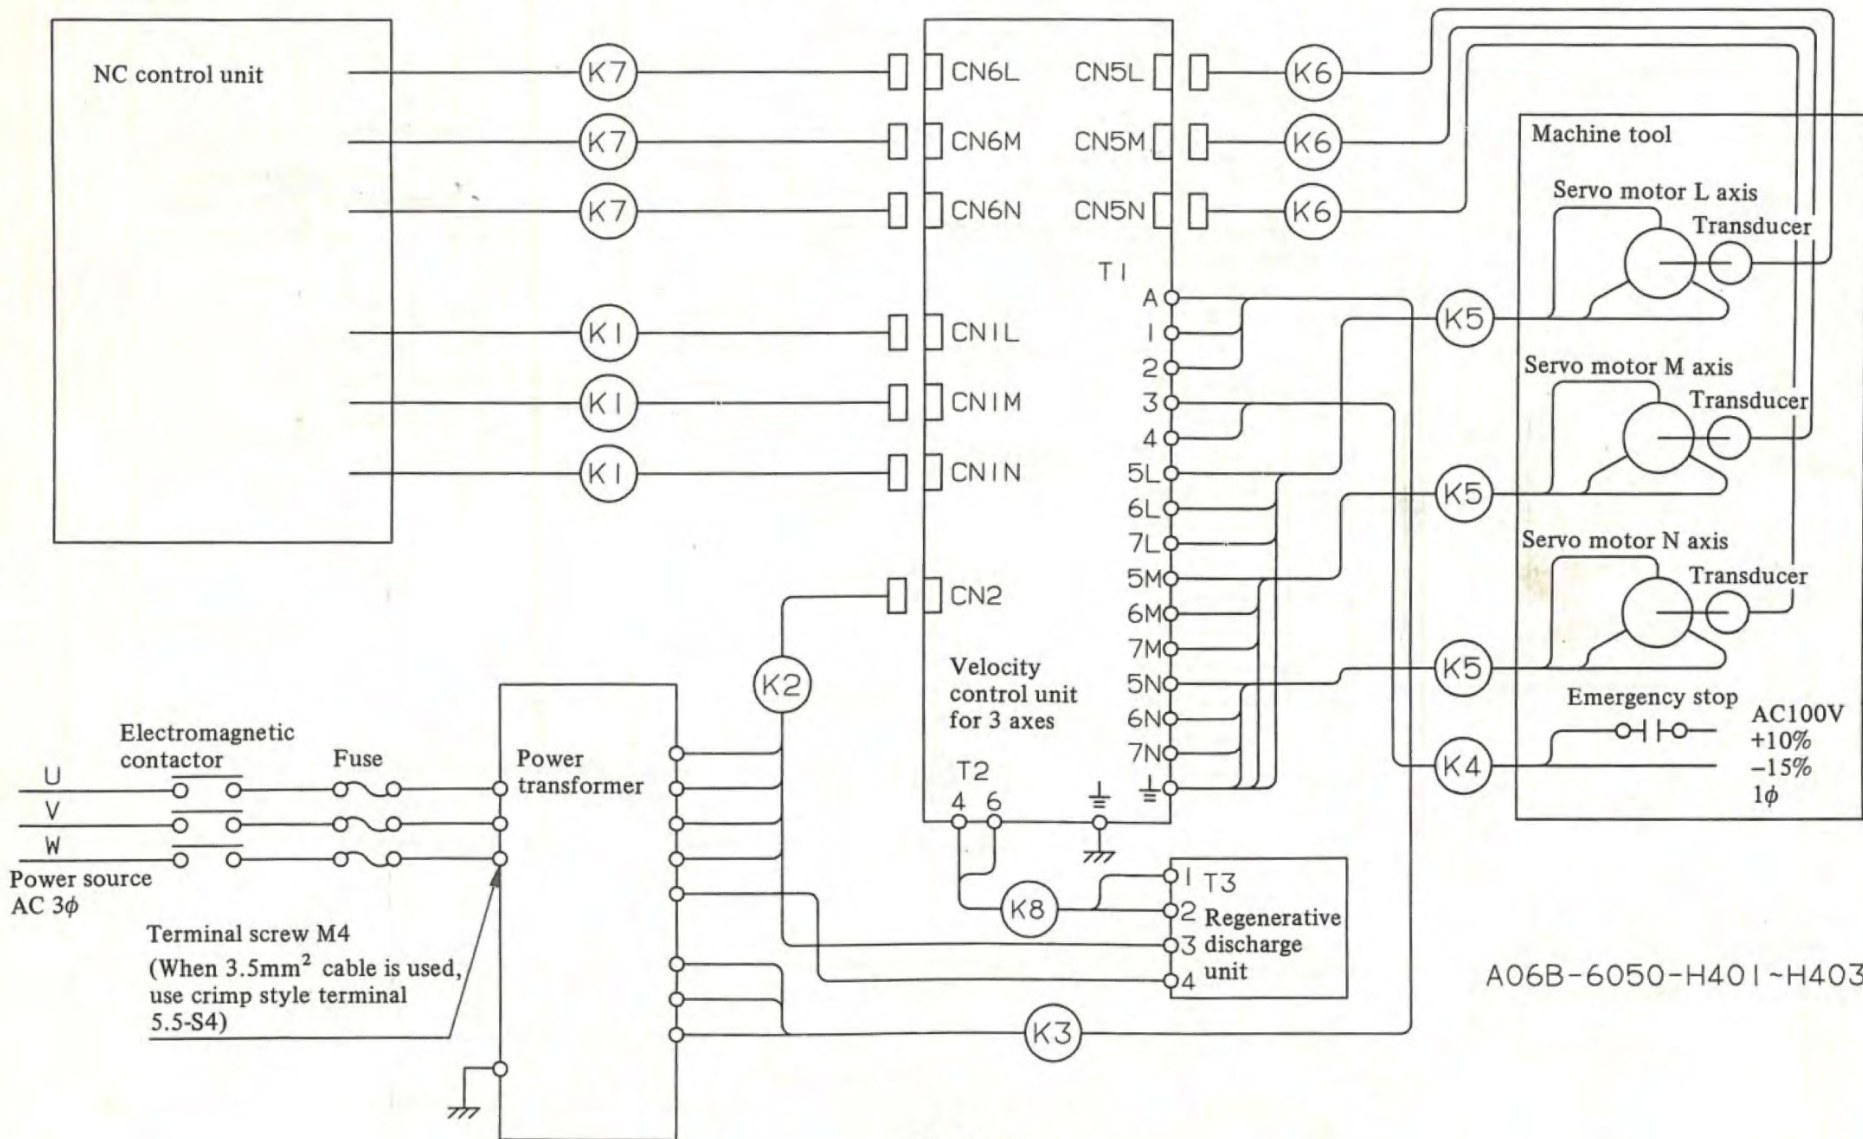 NC control unit
K7
K7
K7
K1
K1
K1
CN6L
CN6M
CN6N
CN1L
CN1M
CN1N
CN2
CN5L
CN5M
CN5N
K6
K6
K6
T1
A
1
2
3
4
5L
6L
7L
5M
6M
7M
5N
6N
7N
Velocity
control unit
for 3 axes
T2
4 6
K5
K5
K5
K4
Machine tool
Servo motor L axis
Transducer
Servo motor M axis
Transducer
Servo motor N axis
Transducer
Emergency stop
AC100V
+10%
−15%
1ϕ
K2
Electromagnetic
contactor
Fuse
Power
transformer
U
V
W
Power source
AC 3ϕ
Terminal screw M4
(When 3.5mm² cable is used,
use crimp style terminal
5.5-S4)
K8
K3
1 T3
2 Regenerative
3 discharge
unit
4
A06B-6050-H401~H403